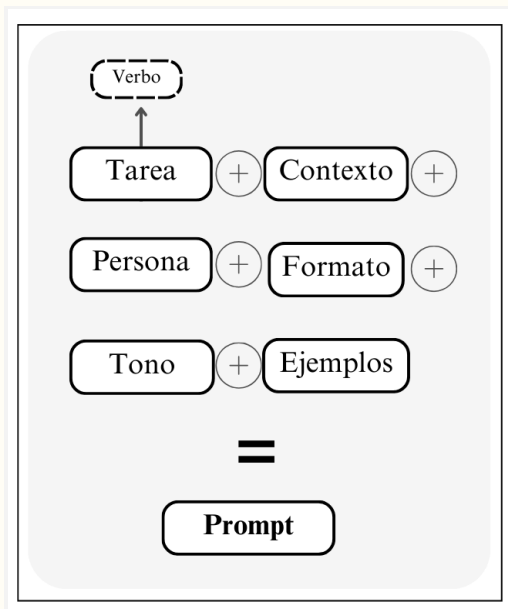 Verbo
Tarea + Contexto +
Persona + Formato +
Tono + Ejemplos
=
Prompt